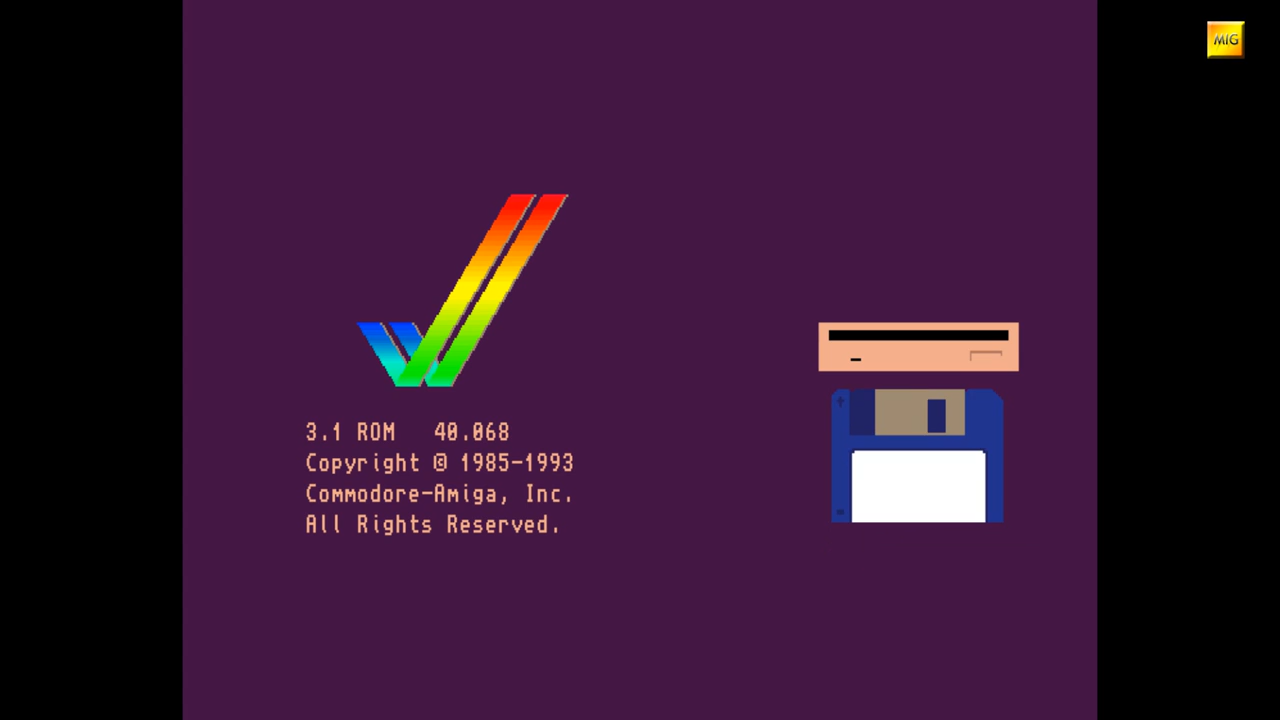 MIG
3.1 ROM   40.068
Copyright © 1985-1993
Commodore-Amiga, Inc.
All Rights Reserved.